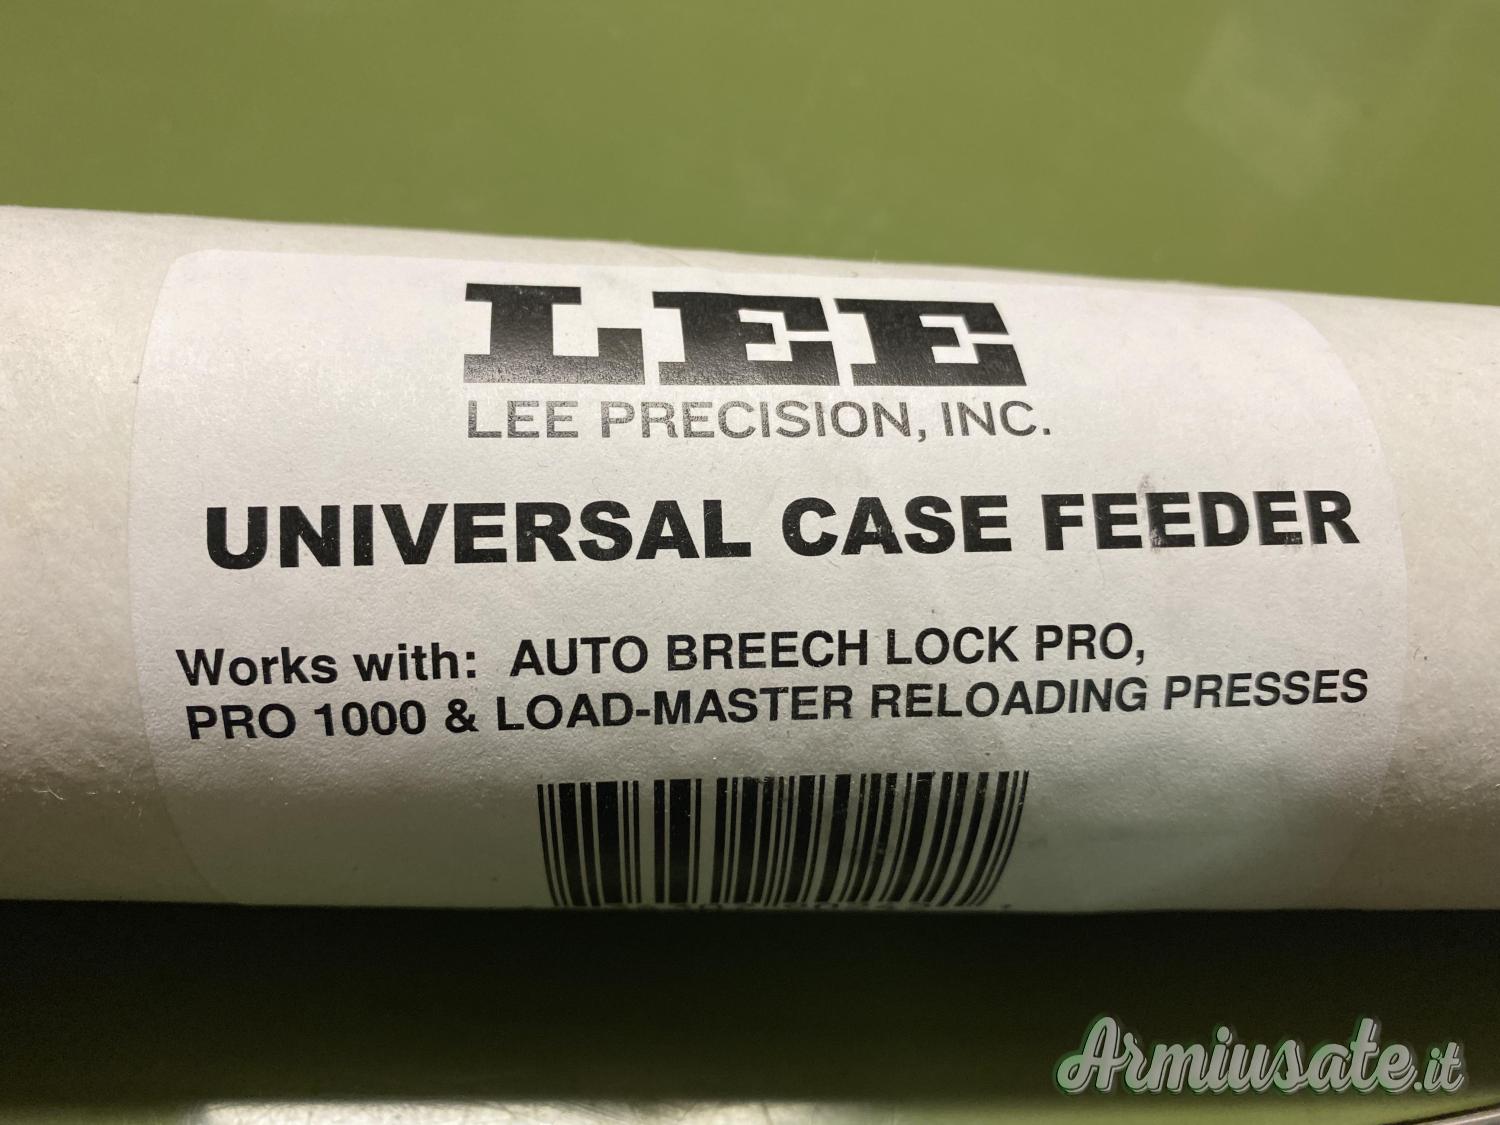 LEE
LEE PRECISION, INC.
UNIVERSAL CASE FEEDER
Works with: AUTO BREECH LOCK PRO,
PRO 1000 & LOAD-MASTER RELOADING PRESSES
Armiusate.it